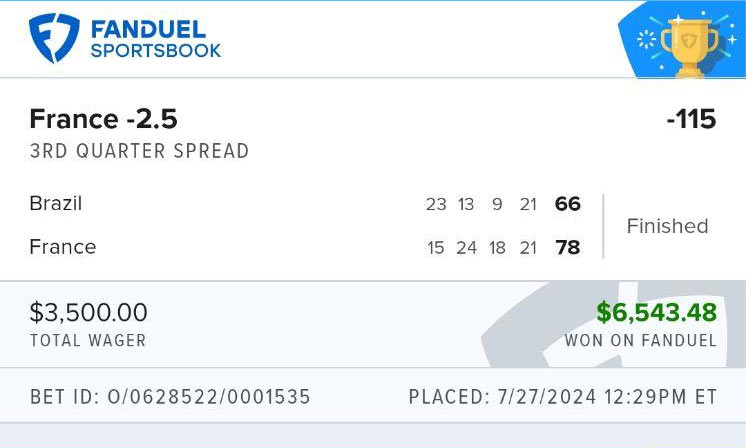 FANDUEL
SPORTSBOOK
France -2.5 -115
3RD QUARTER SPREAD
Brazil 23 13 9 21 66
Finished
France 15 24 18 21 78
$3,500.00 $6,543.48
TOTAL WAGER WON ON FANDUEL
BET ID: O/0628522/0001535 PLACED: 7/27/2024 12:29PM ET